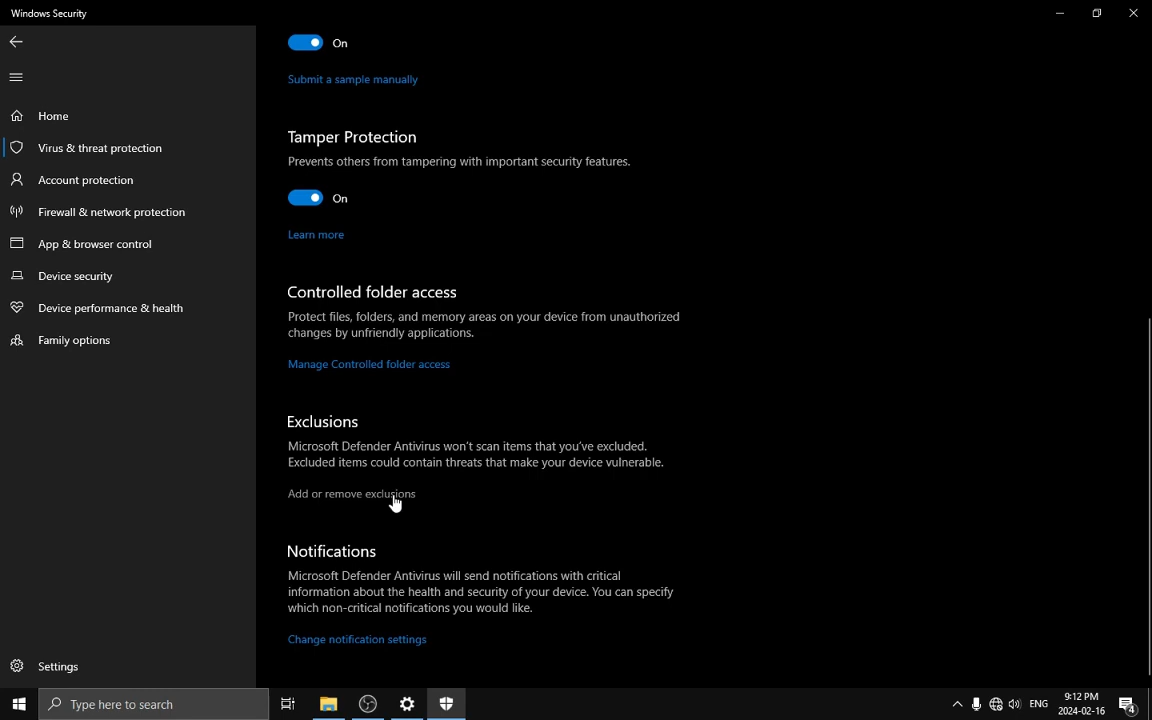 Windows Security
On
Submit a sample manually
Home
Tamper Protection
Virus & threat protection
Prevents others from tampering with important security features.
Account protection
On
Firewall & network protection
Learn more
App & browser control
Device security
Controlled folder access
Device performance & health
Protect files, folders, and memory areas on your device from unauthorized
changes by unfriendly applications.
Family options
Manage Controlled folder access
Exclusions
Microsoft Defender Antivirus won't scan items that you've excluded.
Excluded items could contain threats that make your device vulnerable.
Add or remove exclusions
Notifications
Microsoft Defender Antivirus will send notifications with critical
information about the health and security of your device. You can specify
which non-critical notifications you would like.
Change notification settings
Settings
Type here to search
ENG
9:12 PM
2024-02-16
4